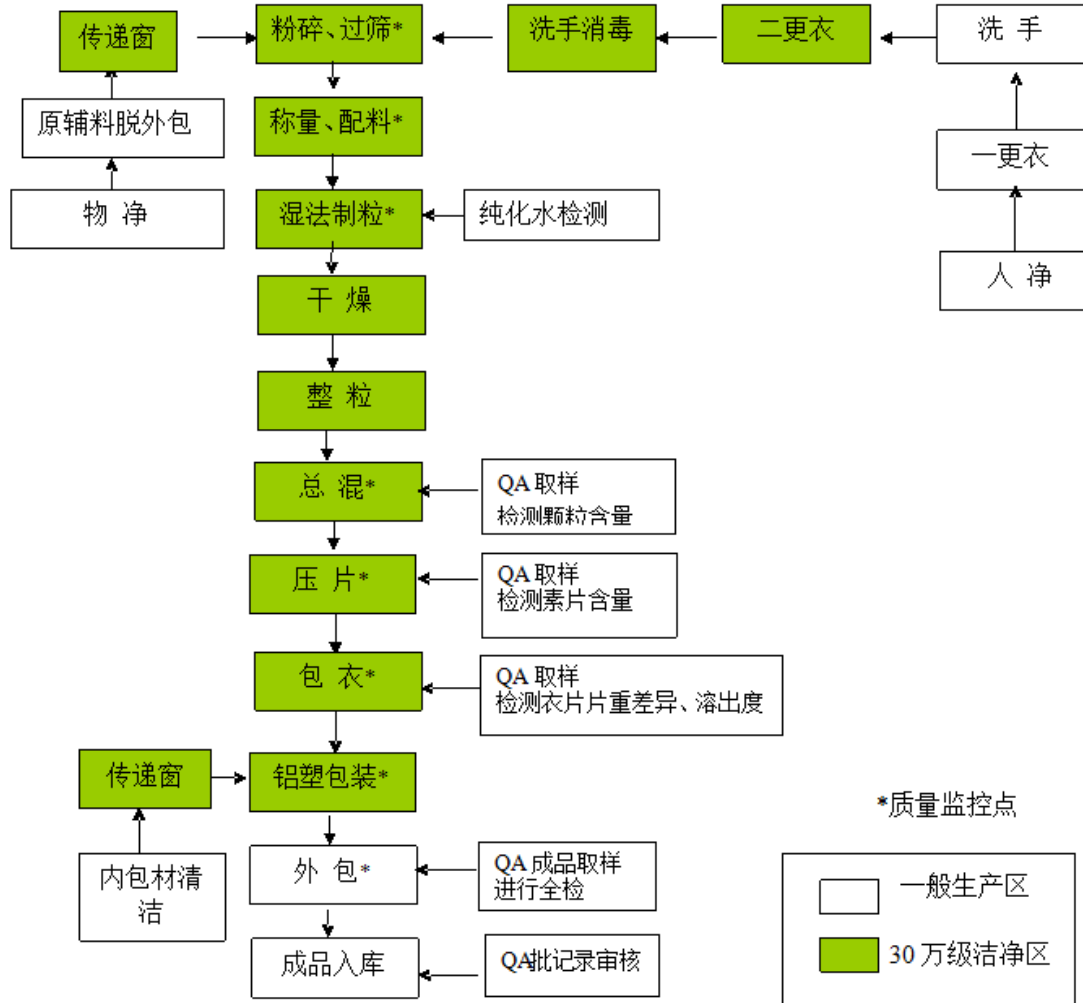 传递窗
粉碎、过筛*
洗手消毒
二更衣
洗 手
原辅料脱外包
称量、配料*
一更衣
物 净
湿法制粒*
纯化水检测
人 净
干 燥
整 粒
总 混*
QA 取样
检测颗粒含量
压 片*
QA 取样
检测素片含量
包 衣*
QA 取样
检测衣片片重差异、溶出度
传递窗
铝塑包装*
*质量监控点
内包材清
洁
外 包*
QA 成品取样
进行全检
一般生产区
成品入库
QA批记录审核
30 万级洁净区